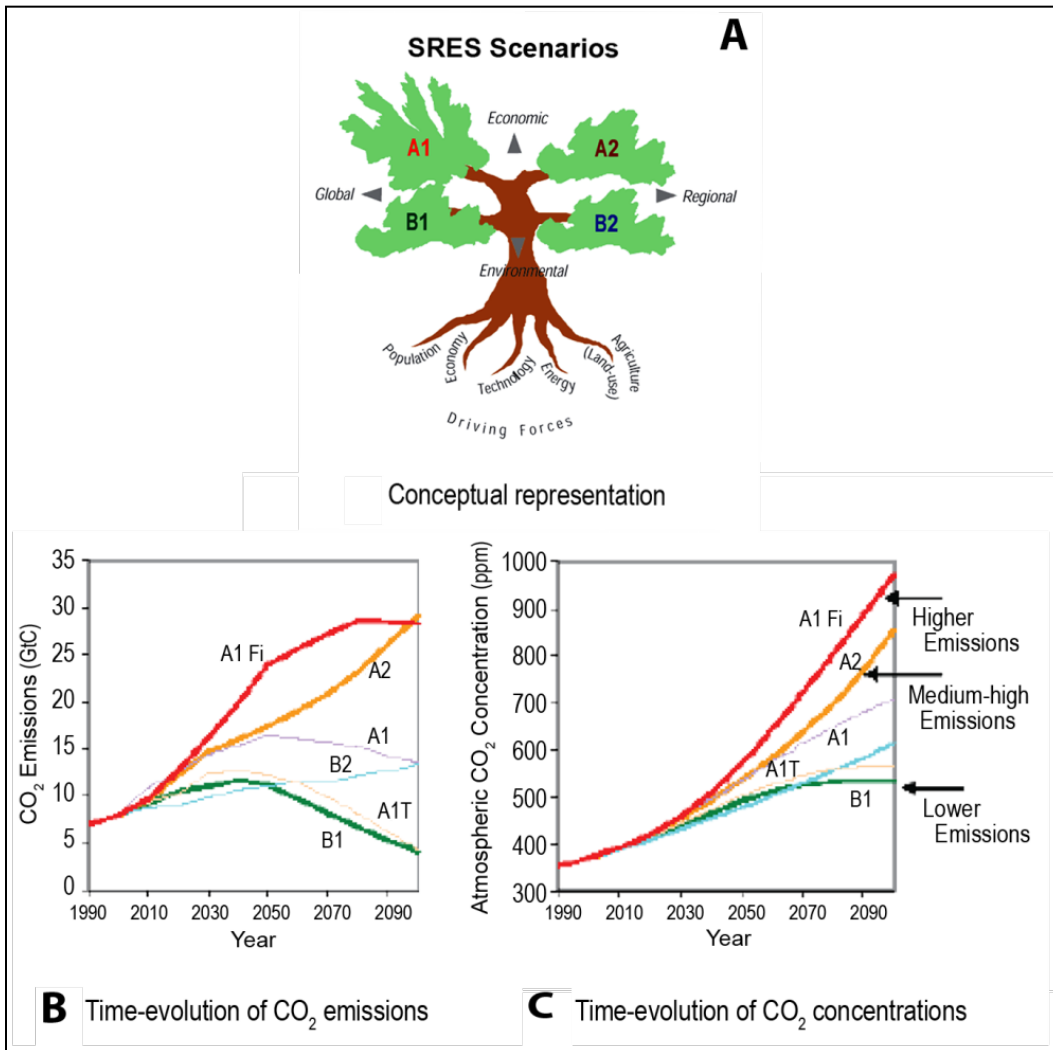 SRES Scenarios
A
Economic
A1
A2
Global
Regional
B1
B2
Environmental
Population
Economy
Technology
Energy
(Land-use)
Agriculture
Driving Forces
Conceptual representation
CO₂ Emissions (GtC)
35
30
25
20
15
10
5
0
A1 Fi
A2
A1
B2
A1T
B1
1990
2010
2030
2050
2070
2090
Year
Atmospheric CO₂ Concentration (ppm)
1000
900
800
700
600
500
400
300
A1 Fi
A2
A1
A1T
B1
1990
2010
2030
2050
2070
2090
Year
Higher
Emissions
Medium-high
Emissions
Lower
Emissions
B Time-evolution of CO₂ emissions
C Time-evolution of CO₂ concentrations